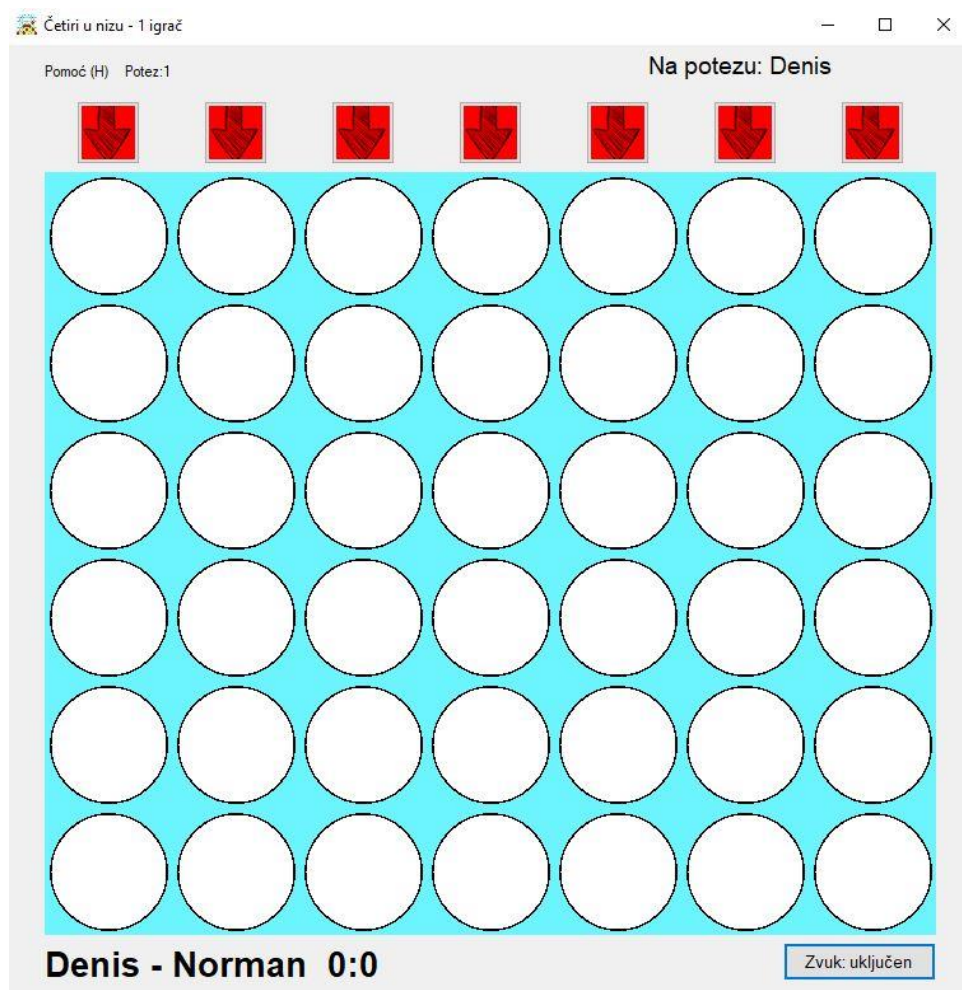 Četiri u nizu - 1 igrač
Pomoć (H) Potez:1
Na potezu: Denis
Denis - Norman 0:0
Zvuk: uključen